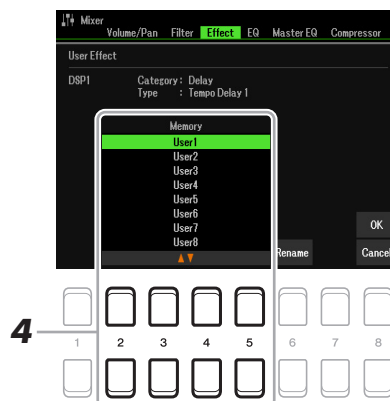 Mixer
Volume/Pan Filter Effect EQ Master EQ Compressor
User Effect
DSP1 Category : Delay
Type : Tempo Delay 1
Memory
User1
User2
User3
User4
User5
User6
User7
User8
OK
Rename Cancel
4
1 2 3 4 5 6 7 8